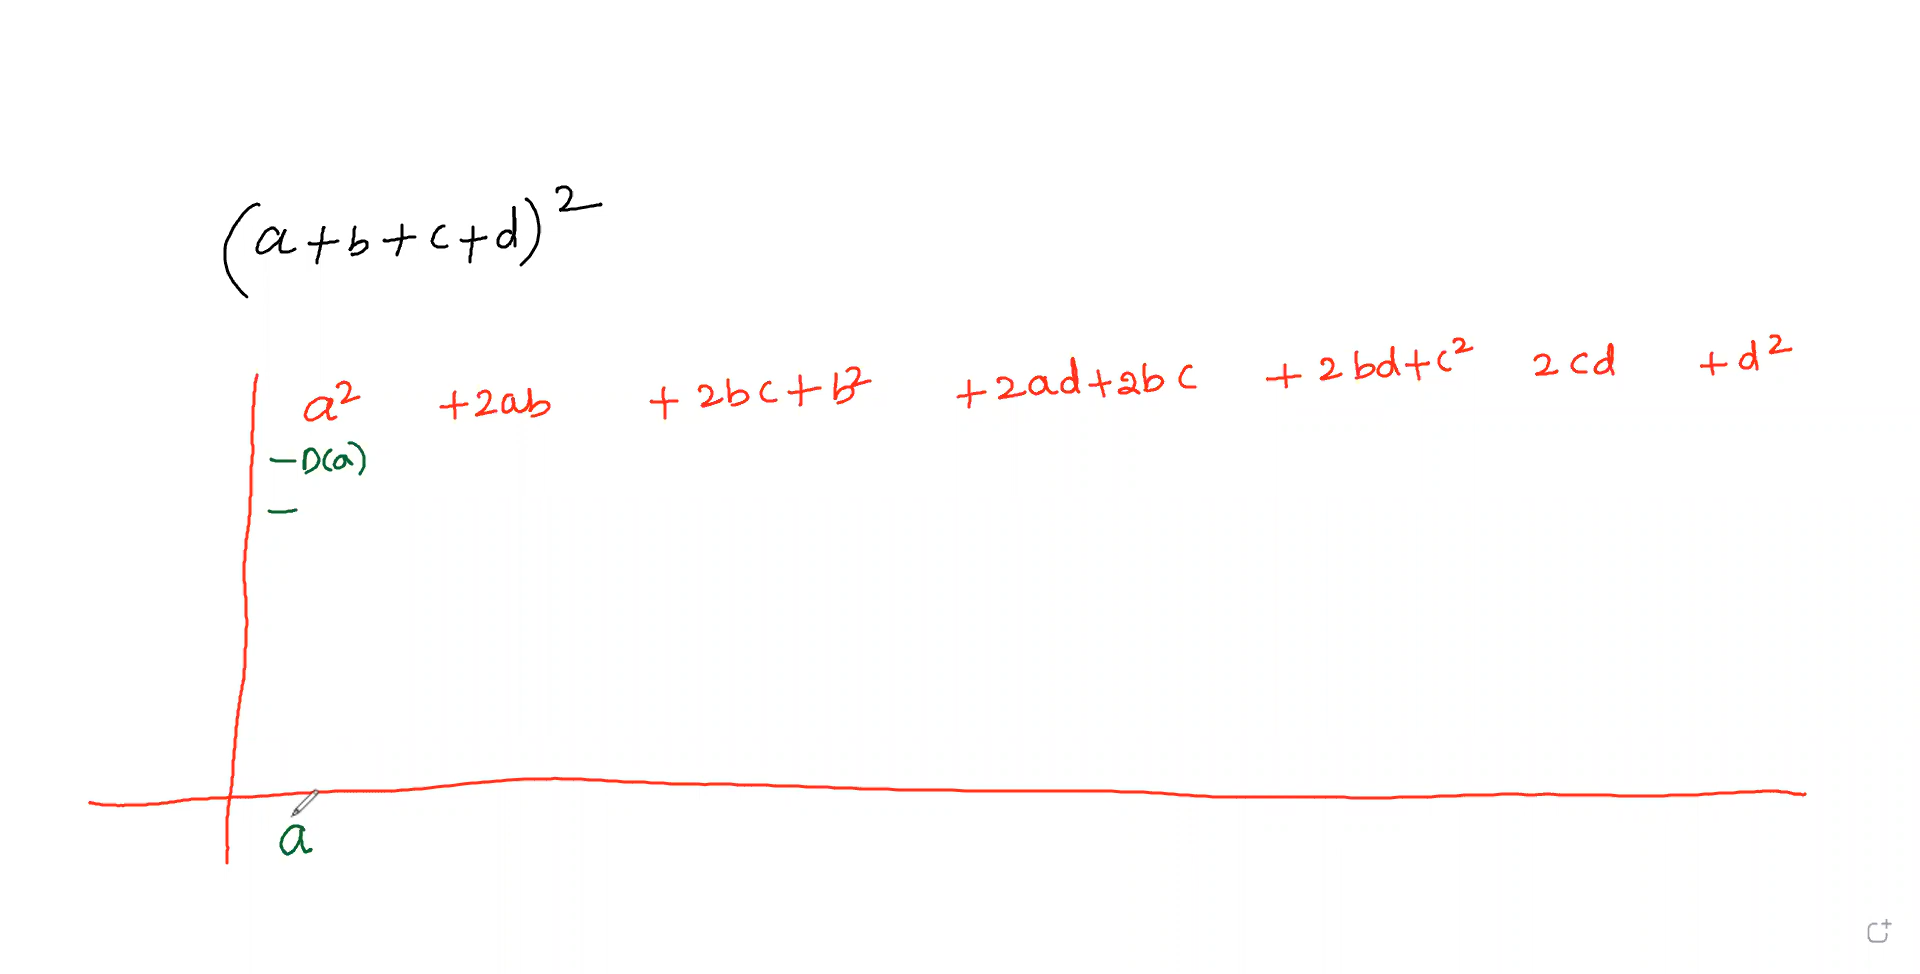 (a+b+c+d)²
a² +2ab +2bc+b² +2ad+2bc +2bd+c² 2cd +d²
-D(a)
-
a